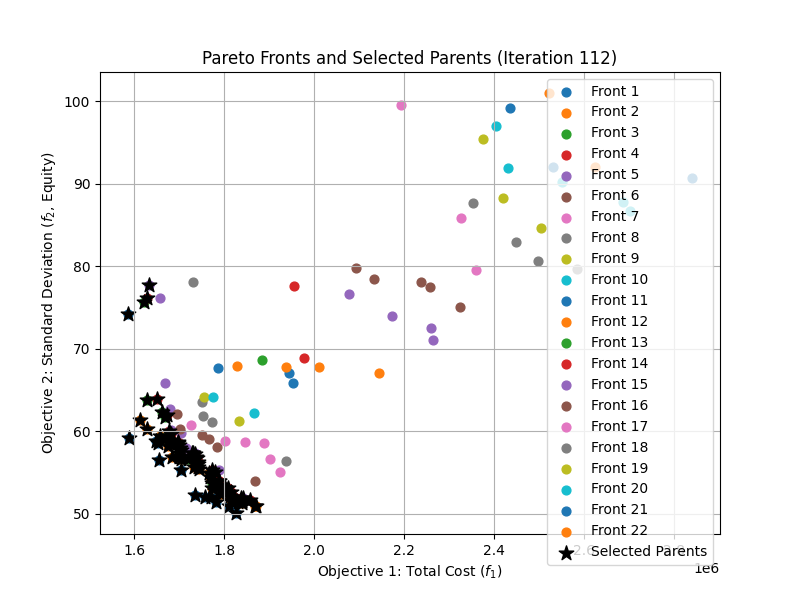 Pareto Fronts and Selected Parents (Iteration 112)
Objective 2: Standard Deviation (f₂, Equity)
100
90
80
70
60
50
1.6
1.8
2.0
2.2
2.4
2.6
2.8
1e6
Objective 1: Total Cost (f₁)
Front 1
Front 2
Front 3
Front 4
Front 5
Front 6
Front 7
Front 8
Front 9
Front 10
Front 11
Front 12
Front 13
Front 14
Front 15
Front 16
Front 17
Front 18
Front 19
Front 20
Front 21
Front 22
Selected Parents